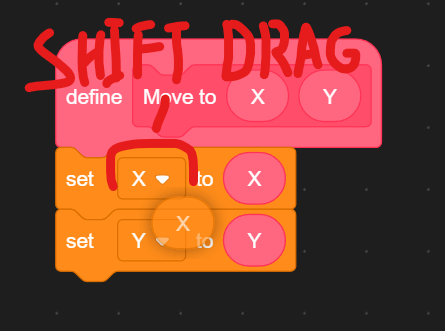 SHIFT DRAG
define Move to X Y
set X to X
X
set Y to Y